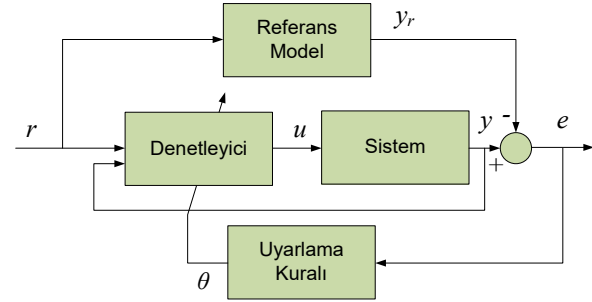 Referans
Model
yr
r
Denetleyici
u
Sistem
y
-
+
e
θ
Uyarlama
Kuralı